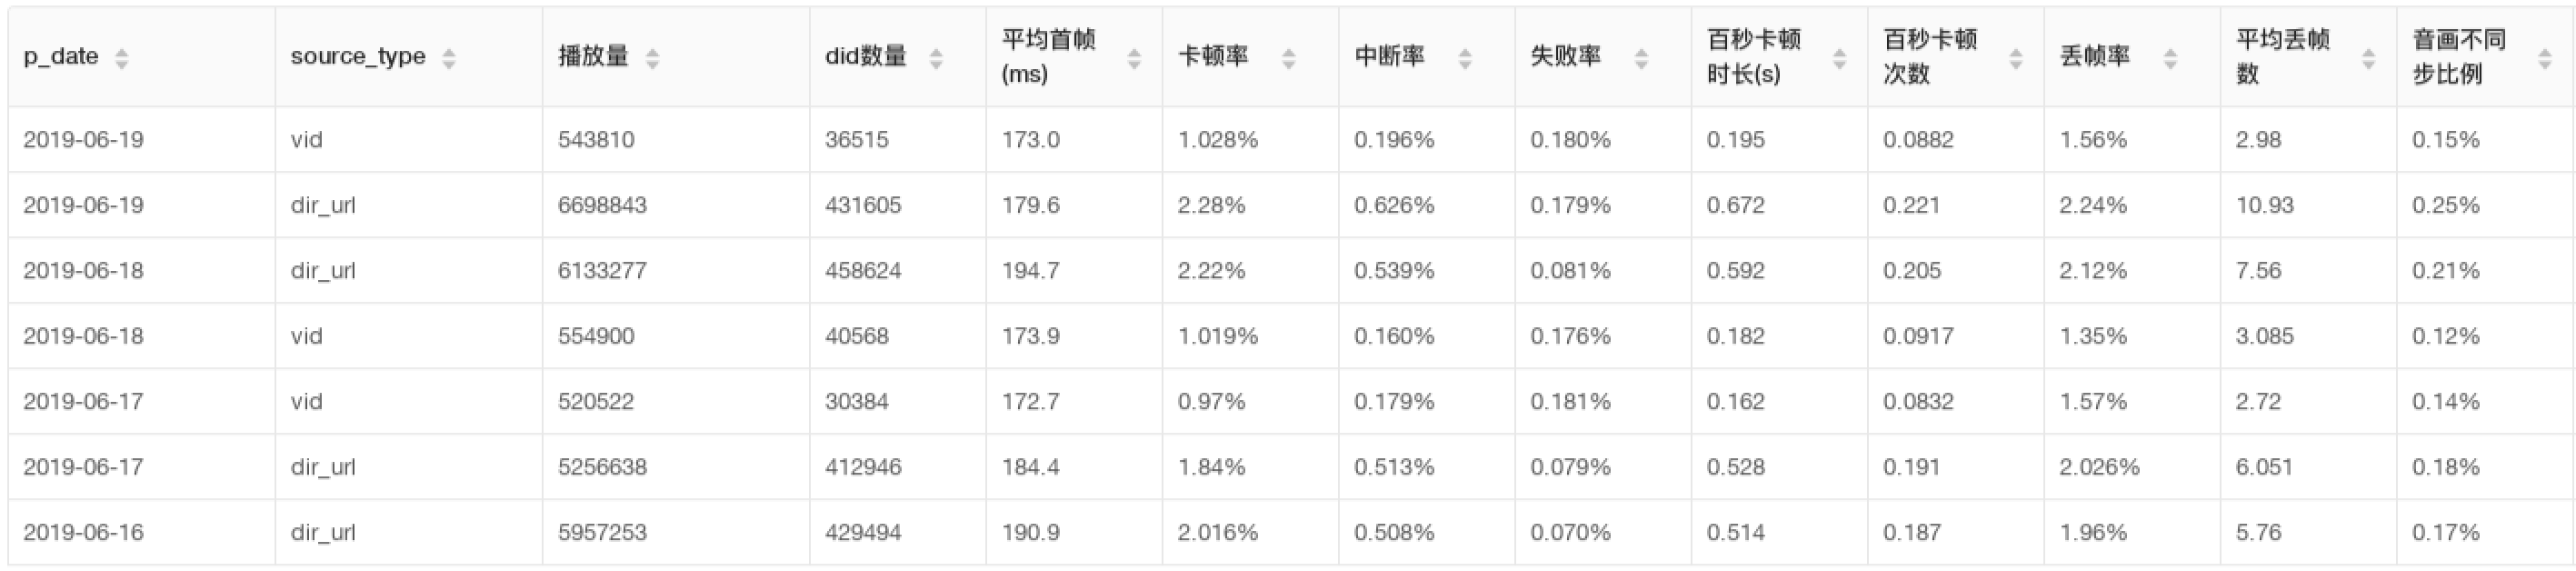 p_date source_type 播放量 did数量 平均首帧(ms) 卡顿率 中断率 失败率 百秒卡顿时长(s) 百秒卡顿次数 丢帧率 平均丢帧数 音画不同步比例
2019-06-19 vid 543810 36515 173.0 1.028% 0.196% 0.180% 0.195 0.0882 1.56% 2.98 0.15%
2019-06-19 dir_url 6698843 431605 179.6 2.28% 0.626% 0.179% 0.672 0.221 2.24% 10.93 0.25%
2019-06-18 dir_url 6133277 458624 194.7 2.22% 0.539% 0.081% 0.592 0.205 2.12% 7.56 0.21%
2019-06-18 vid 554900 40568 173.9 1.019% 0.160% 0.176% 0.182 0.0917 1.35% 3.085 0.12%
2019-06-17 vid 520522 30384 172.7 0.97% 0.179% 0.181% 0.162 0.0832 1.57% 2.72 0.14%
2019-06-17 dir_url 5256638 412946 184.4 1.84% 0.513% 0.079% 0.528 0.191 2.026% 6.051 0.18%
2019-06-16 dir_url 5957253 429494 190.9 2.016% 0.508% 0.070% 0.514 0.187 1.96% 5.76 0.17%